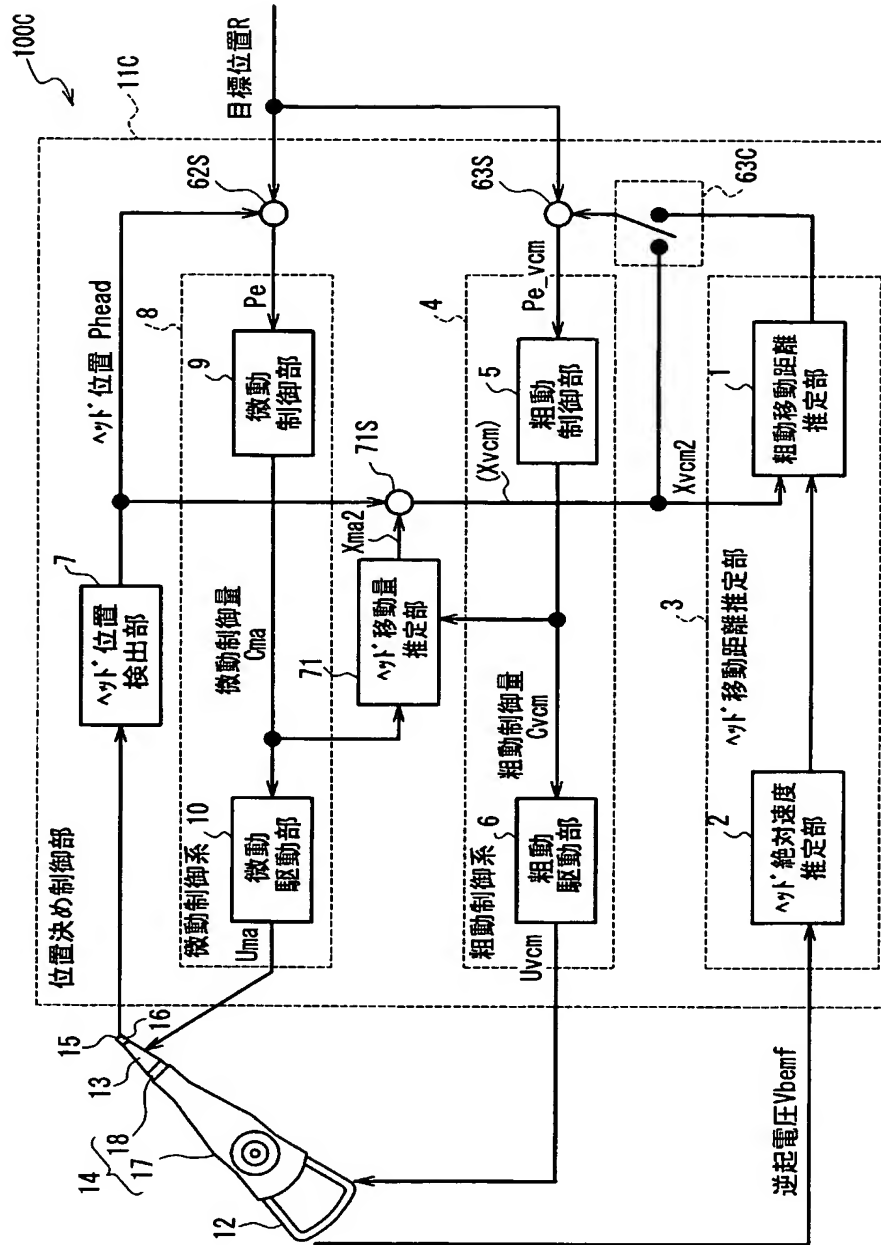 100C
11C
目標位置R
位置決め制御部
ヘッド位置 Phead
62S
63S
63C
7
ヘッド位置
検出部
8
Pe
9
微動
制御部
微動制御量
Cma
微動制御系
10
微動
駆動部
Uma
71
ヘッド移動量
推定部
Xma2
71S
(Xvcm)
Xvcm2
4
Pe_vcm
5
粗動
制御部
粗動制御量
Cvcm
粗動制御系
6
粗動
駆動部
Uvcm
ヘッド移動距離推定部
3
1
粗動移動距離
推定部
2
ヘッド絶対速度
推定部
逆起電圧Vbemf
15
16
13
18
17
14
12